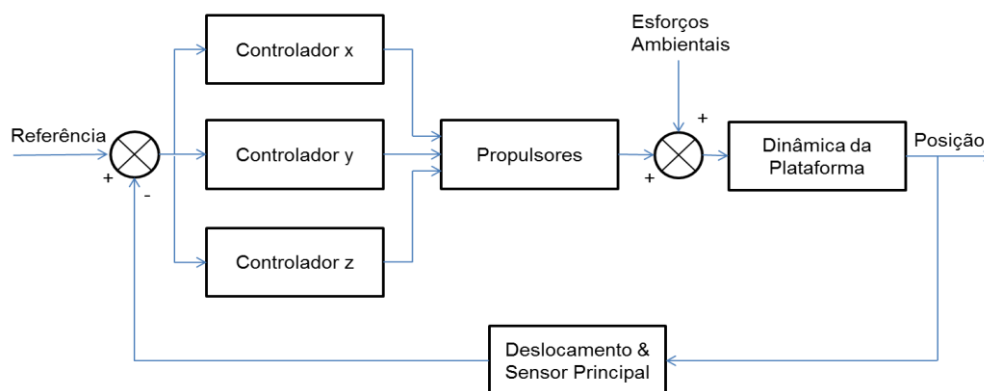 Controlador x
Esforços
Ambientais
Referência
+
-
Controlador y
Propulsores
+
+
Dinâmica da
Plataforma
Posição
Controlador z
Deslocamento &
Sensor Principal